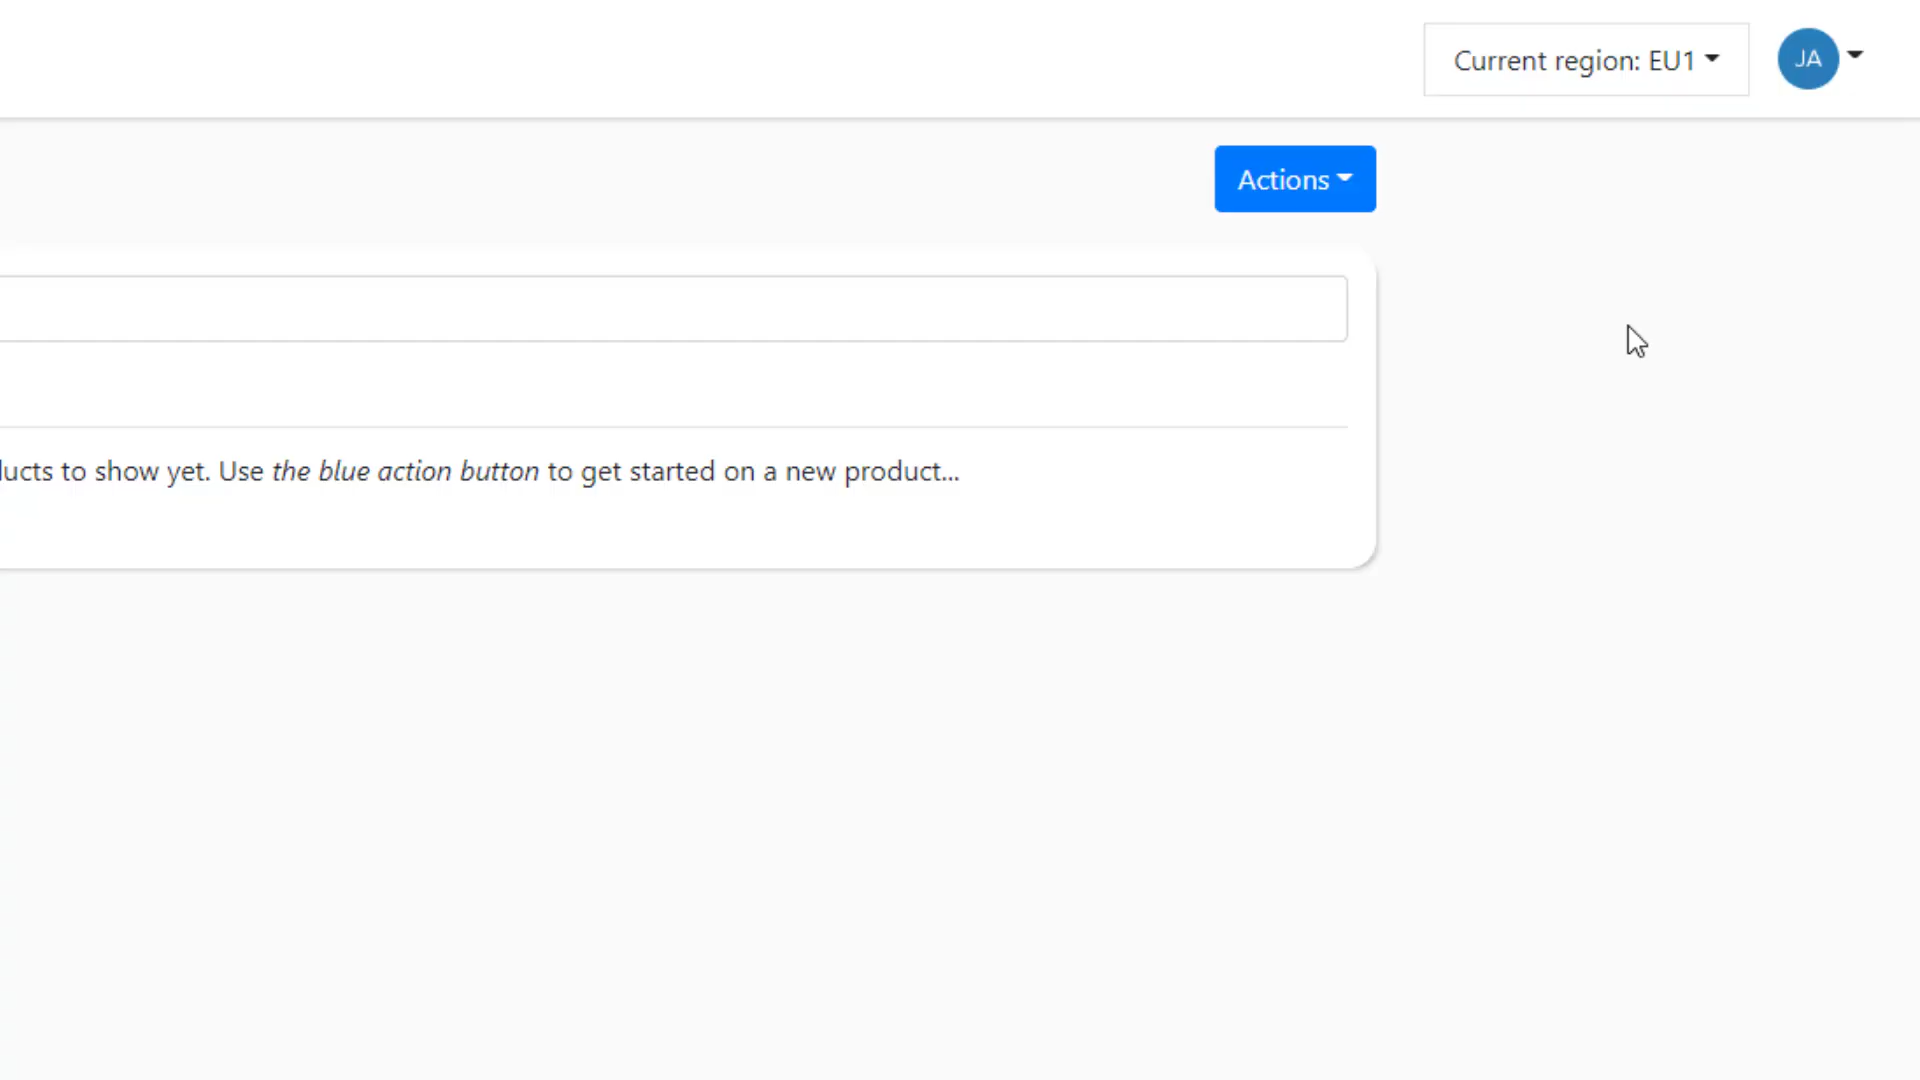 Current region: EU1
JA
Actions
to show yet. Use the blue action button to get started on a new product...